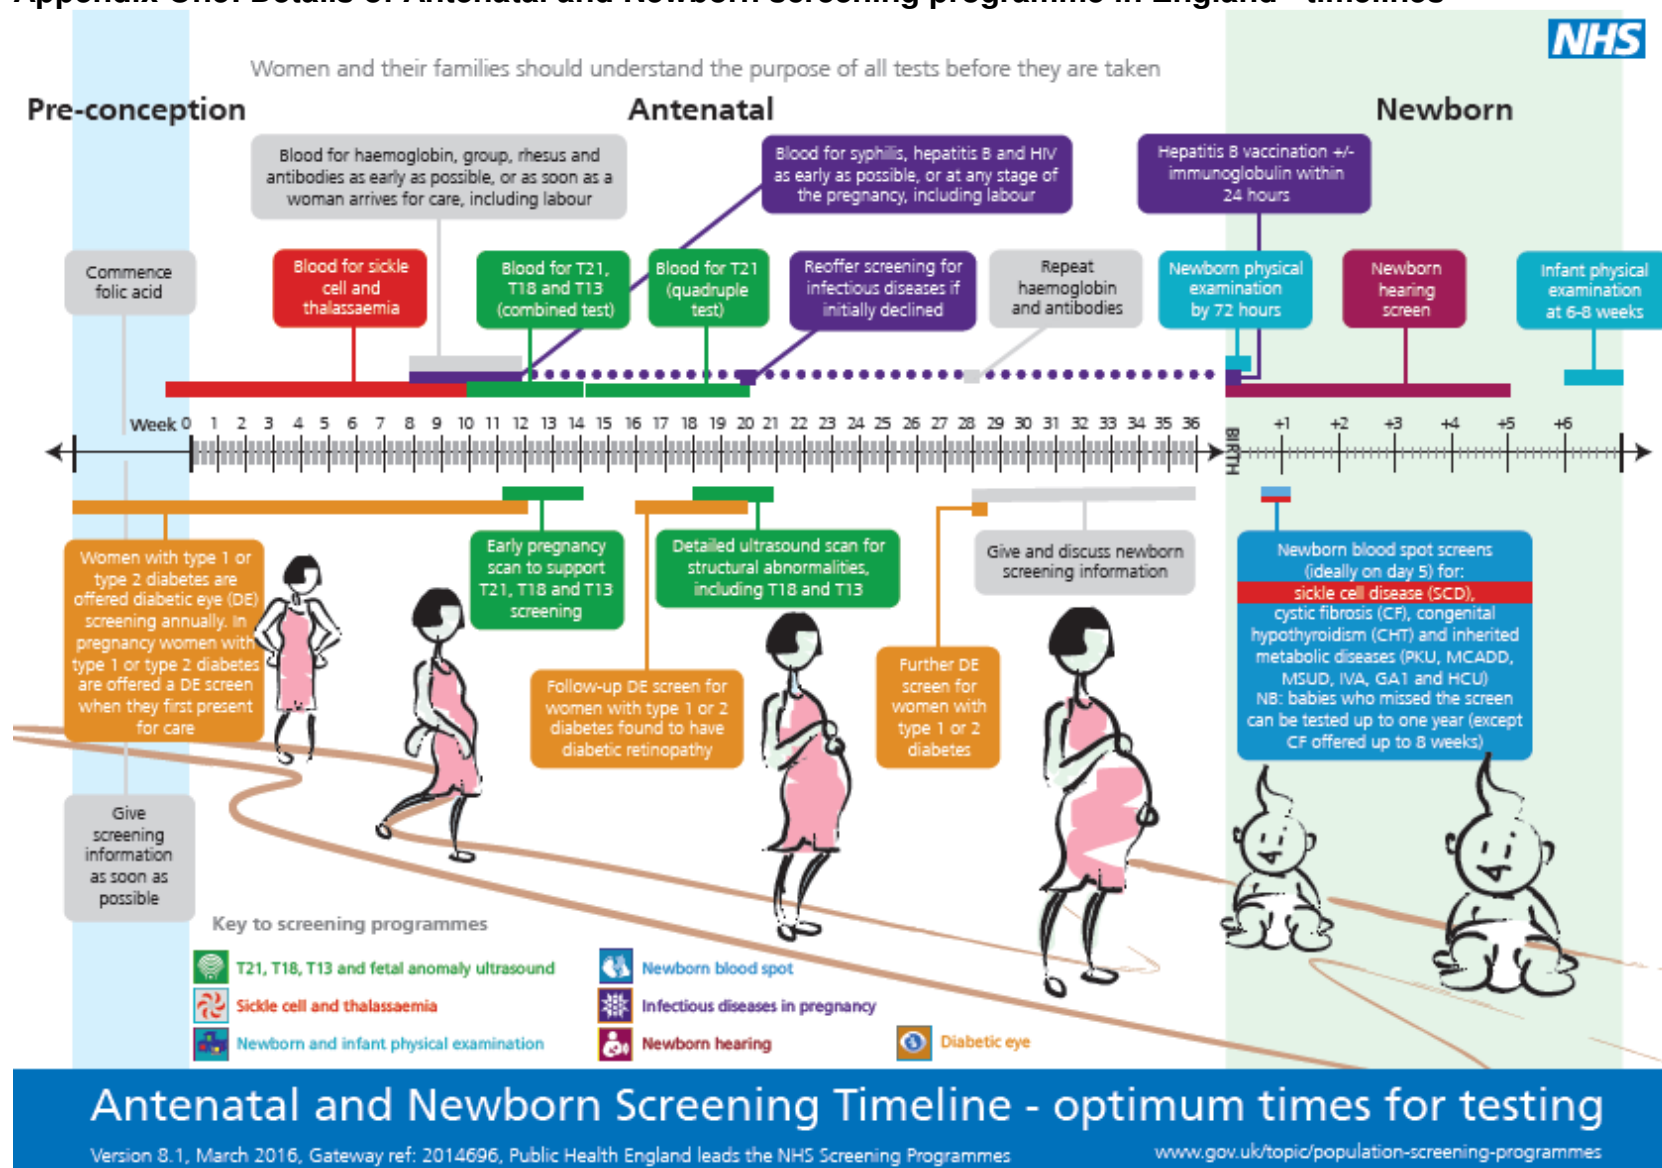 Appendix One: Details of Antenatal and Newborn screening programme in England - timelines
NHS
Women and their families should understand the purpose of all tests before they are taken
Pre-conception
Antenatal
Newborn
Blood for haemoglobin, group, rhesus and
antibodies as early as possible, or as soon as a
woman arrives for care, including labour
Blood for syphilis, hepatitis B and HIV
as early as possible, or at any stage of
the pregnancy, including labour
Hepatitis B vaccination +/-
immunoglobulin within
24 hours
Commence
folic acid
Blood for sickle
cell and
thalassaemia
Blood for T21,
T18 and T13
(combined test)
Blood for T21
(quadruple
test)
Reoffer screening for
infectious diseases if
initially declined
Repeat
haemoglobin
and antibodies
Newborn physical
examination
by 72 hours
Newborn
hearing
screen
Infant physical
examination
at 6-8 weeks
Week 0 1 2 3 4 5 6 7 8 9 10 11 12 13 14 15 16 17 18 19 20 21 22 23 24 25 26 27 28 29 30 31 32 33 34 35 36
BIRTH
+1 +2 +3 +4 +5 +6
Women with type 1 or
type 2 diabetes are
offered diabetic eye (DE)
screening annually. In
pregnancy women with
type 1 or type 2 diabetes
are offered a DE screen
when they first present
for care
Early pregnancy
scan to support
T21, T18 and T13
screening
Detailed ultrasound scan for
structural abnormalities,
including T18 and T13
Give and discuss newborn
screening information
Newborn blood spot screens
(ideally on day 5) for:
sickle cell disease (SCD),
cystic fibrosis (CF), congenital
hypothyroidism (CHT) and inherited
metabolic diseases (PKU, MCADD,
MSUD, IVA, GA1 and HCU)
NB: babies who missed the screen
can be tested up to one year (except
CF offered up to 8 weeks)
Follow-up DE screen for
women with type 1 or 2
diabetes found to have
diabetic retinopathy
Further DE
screen for
women with
type 1 or 2
diabetes
Give
screening
information
as soon as
possible
Key to screening programmes
T21, T18, T13 and fetal anomaly ultrasound
Sickle cell and thalassaemia
Newborn and infant physical examination
Newborn blood spot
Infectious diseases in pregnancy
Newborn hearing
Diabetic eye
Antenatal and Newborn Screening Timeline - optimum times for testing
Version 8.1, March 2016, Gateway ref: 2014696, Public Health England leads the NHS Screening Programmes
www.gov.uk/topic/population-screening-programmes